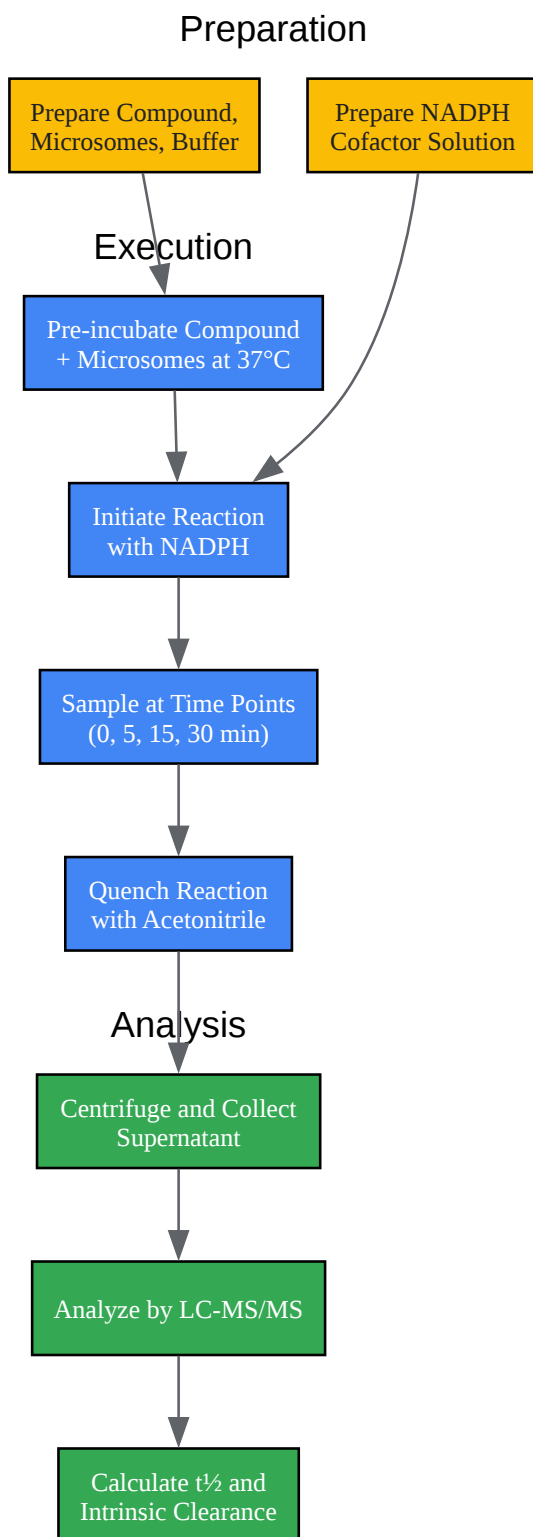 Preparation
Prepare Compound,
Microsomes, Buffer
Prepare NADPH
Cofactor Solution
Execution
Pre-incubate Compound
+ Microsomes at 37°C
Initiate Reaction
with NADPH
Sample at Time Points
(0, 5, 15, 30 min)
Quench Reaction
with Acetonitrile
Analysis
Centrifuge and Collect
Supernatant
Analyze by LC-MS/MS
Calculate t½ and
Intrinsic Clearance